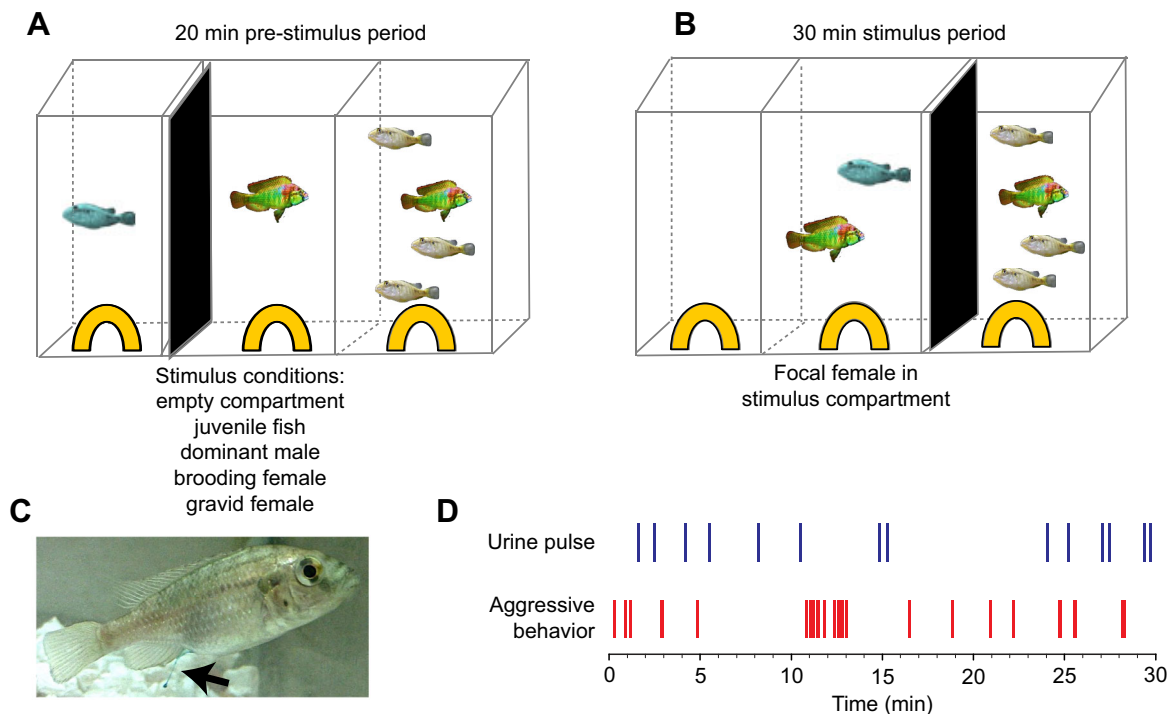 A
20 min pre-stimulus period
Stimulus conditions:
empty compartment
juvenile fish
dominant male
brooding female
gravid female
B
30 min stimulus period
Focal female in
stimulus compartment
C
D
Urine pulse
Aggressive
behavior
0 5 10 15 20 25 30
Time (min)